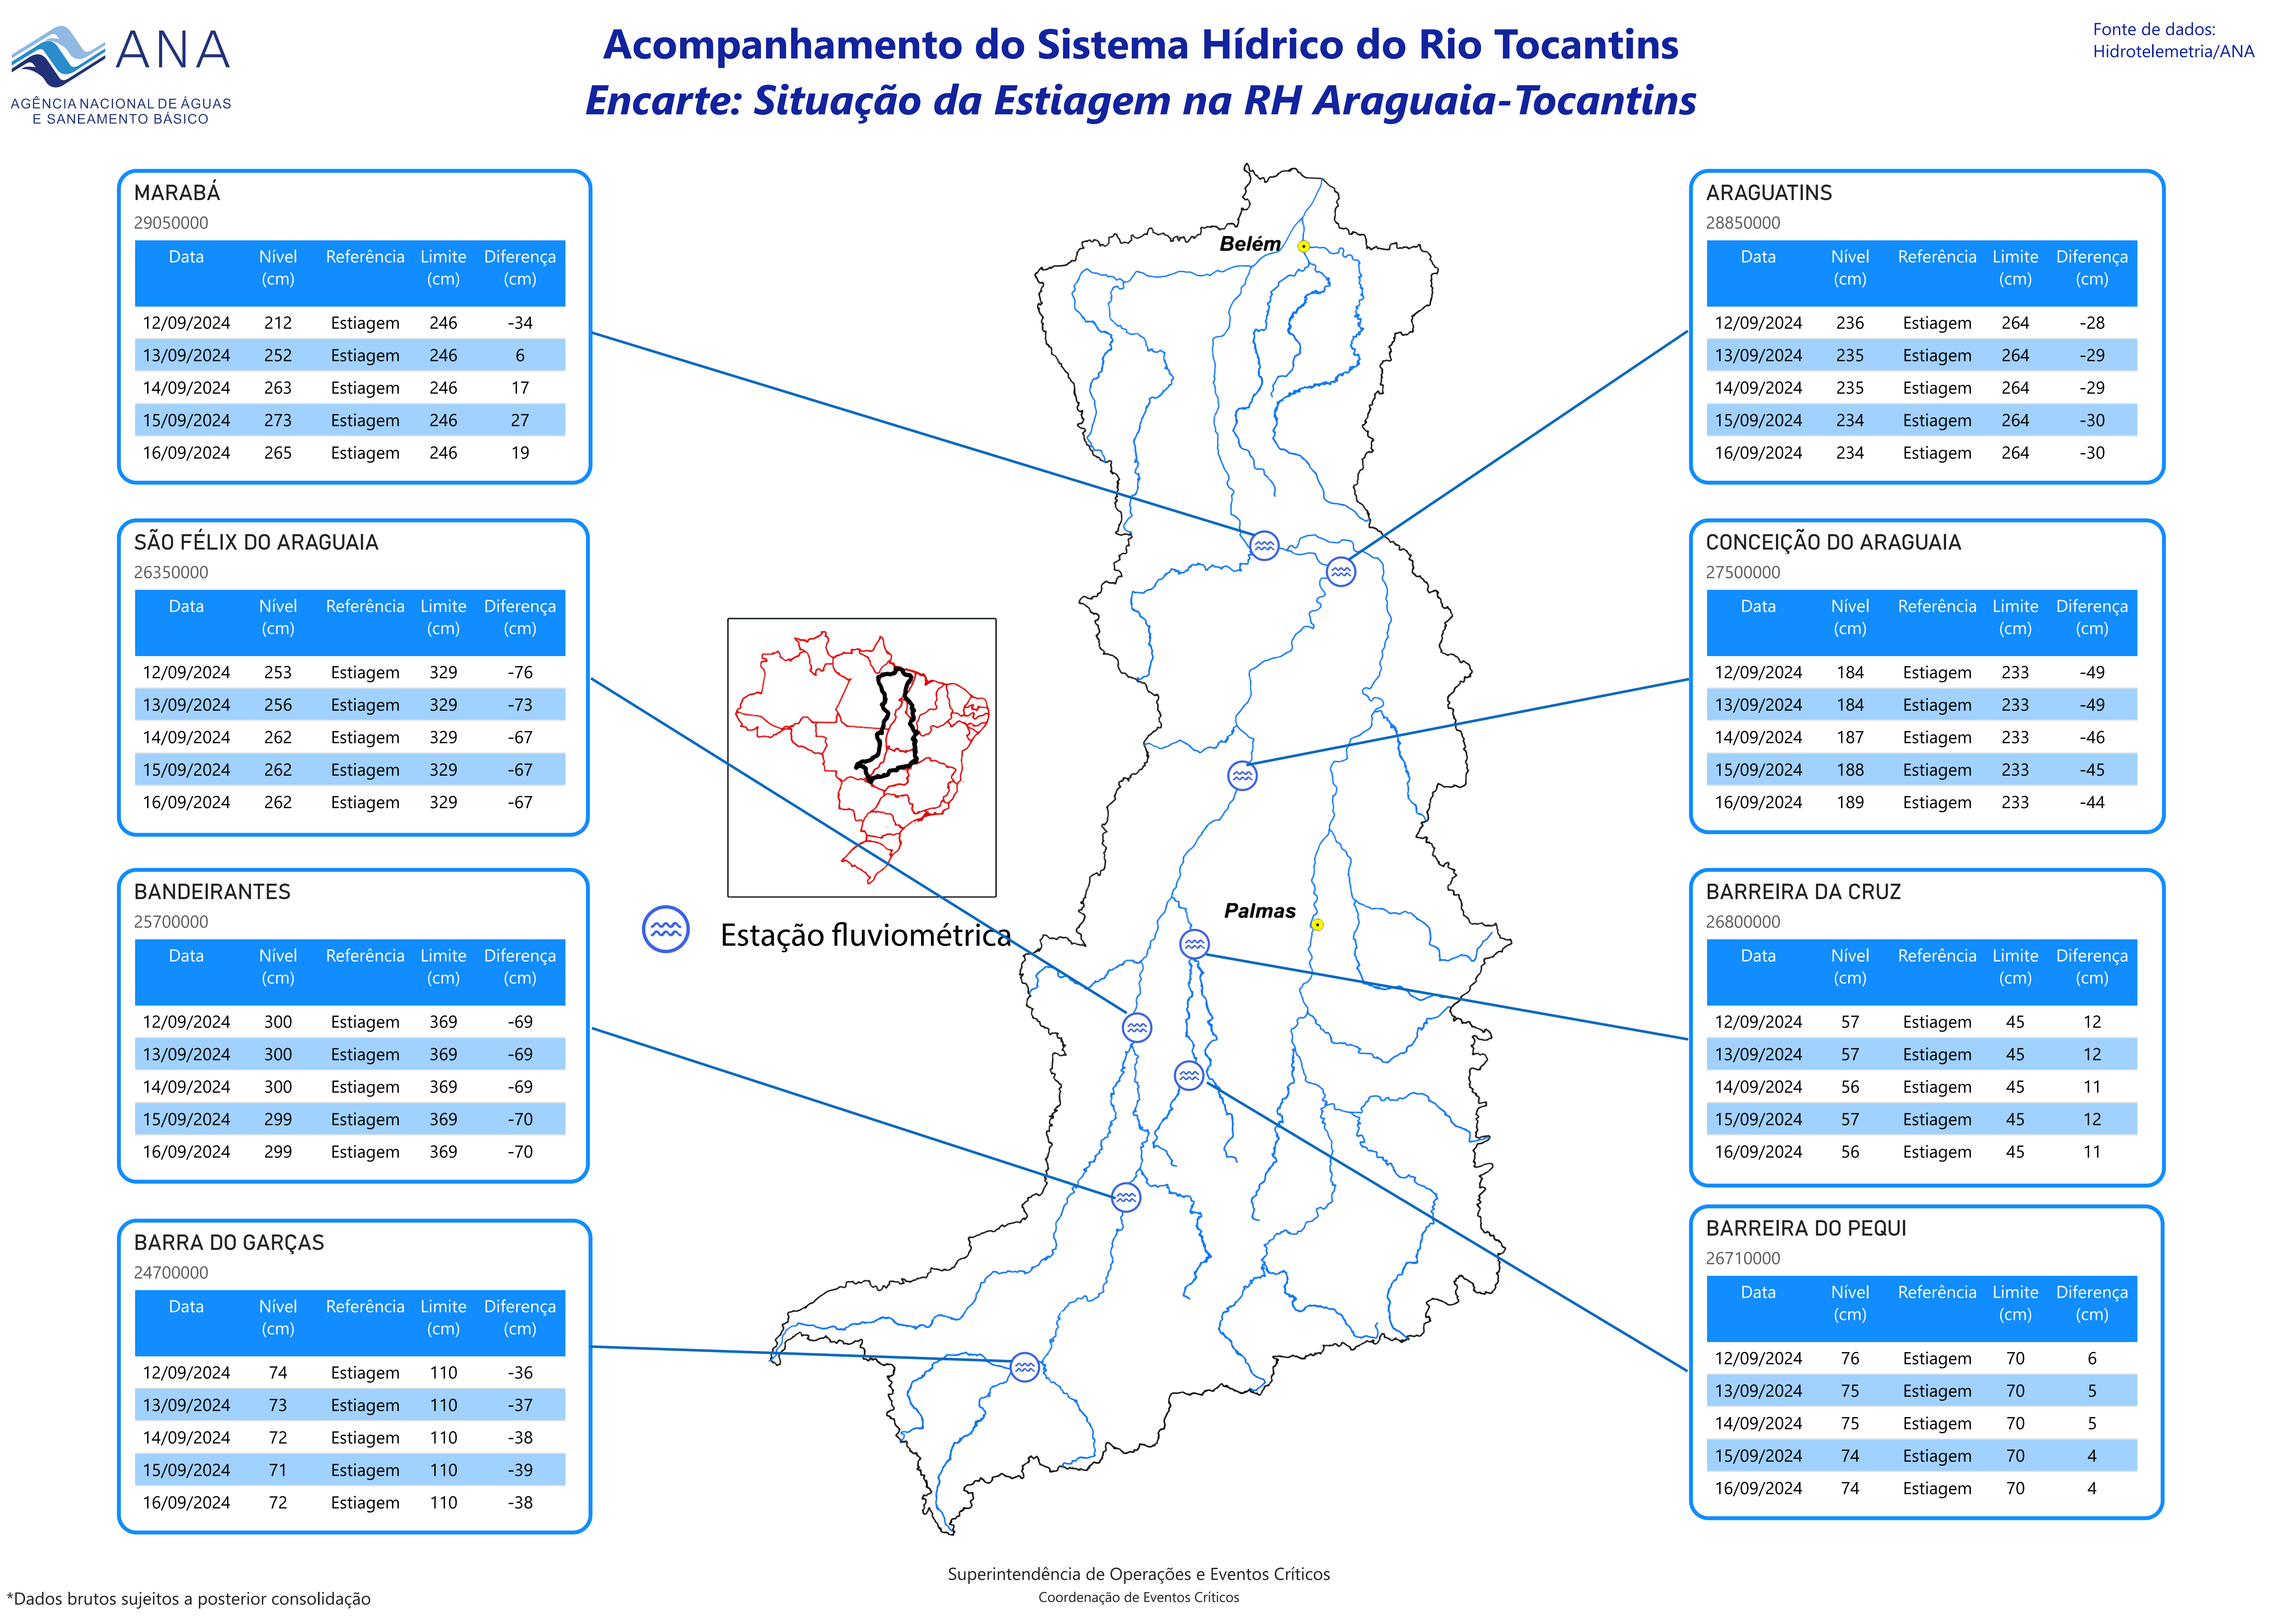 ANA
AGÊNCIA NACIONAL DE ÁGUAS
E SANEAMENTO BÁSICO
Acompanhamento do Sistema Hídrico do Rio Tocantins
Encarte: Situação da Estiagem na RH Araguaia-Tocantins
Fonte de dados:
Hidrotelemetria/ANA
MARABÁ
29050000
Data Nível Referência Limite Diferença
(cm) (cm) (cm)
12/09/2024 212 Estiagem 246 -34
13/09/2024 252 Estiagem 246 6
14/09/2024 263 Estiagem 246 17
15/09/2024 273 Estiagem 246 27
16/09/2024 265 Estiagem 246 19
SÃO FÉLIX DO ARAGUAIA
26350000
Data Nível Referência Limite Diferença
(cm) (cm) (cm)
12/09/2024 253 Estiagem 329 -76
13/09/2024 256 Estiagem 329 -73
14/09/2024 262 Estiagem 329 -67
15/09/2024 262 Estiagem 329 -67
16/09/2024 262 Estiagem 329 -67
BANDEIRANTES
25700000
Data Nível Referência Limite Diferença
(cm) (cm) (cm)
12/09/2024 300 Estiagem 369 -69
13/09/2024 300 Estiagem 369 -69
14/09/2024 300 Estiagem 369 -69
15/09/2024 299 Estiagem 369 -70
16/09/2024 299 Estiagem 369 -70
BARRA DO GARÇAS
24700000
Data Nível Referência Limite Diferença
(cm) (cm) (cm)
12/09/2024 74 Estiagem 110 -36
13/09/2024 73 Estiagem 110 -37
14/09/2024 72 Estiagem 110 -38
15/09/2024 71 Estiagem 110 -39
16/09/2024 72 Estiagem 110 -38
Belém
Estação fluviométrica
Palmas
ARAGUATINS
28850000
Data Nível Referência Limite Diferença
(cm) (cm) (cm)
12/09/2024 236 Estiagem 264 -28
13/09/2024 235 Estiagem 264 -29
14/09/2024 235 Estiagem 264 -29
15/09/2024 234 Estiagem 264 -30
16/09/2024 234 Estiagem 264 -30
CONCEIÇÃO DO ARAGUAIA
27500000
Data Nível Referência Limite Diferença
(cm) (cm) (cm)
12/09/2024 184 Estiagem 233 -49
13/09/2024 184 Estiagem 233 -49
14/09/2024 187 Estiagem 233 -46
15/09/2024 188 Estiagem 233 -45
16/09/2024 189 Estiagem 233 -44
BARREIRA DA CRUZ
26800000
Data Nível Referência Limite Diferença
(cm) (cm) (cm)
12/09/2024 57 Estiagem 45 12
13/09/2024 57 Estiagem 45 12
14/09/2024 56 Estiagem 45 11
15/09/2024 57 Estiagem 45 12
16/09/2024 56 Estiagem 45 11
BARREIRA DO PEQUI
26710000
Data Nível Referência Limite Diferença
(cm) (cm) (cm)
12/09/2024 76 Estiagem 70 6
13/09/2024 75 Estiagem 70 5
14/09/2024 75 Estiagem 70 5
15/09/2024 74 Estiagem 70 4
16/09/2024 74 Estiagem 70 4
Superintendência de Operações e Eventos Críticos
Coordenação de Eventos Críticos
*Dados brutos sujeitos a posterior consolidação